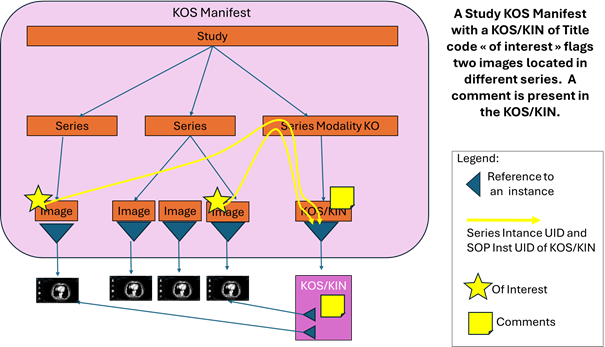 KOS Manifest
Study
Series
Series
Series Modality KO
Image
Image
Image
Image
KOS/KIN
KOS/KIN
A Study KOS Manifest
with a KOS/KIN of Title
code « of interest » flags
two images located in
different series. A
comment is present in
the KOS/KIN.
Legend:
Reference to
an instance
Series Intance UID and
SOP Inst UID of KOS/KIN
Of Interest
Comments